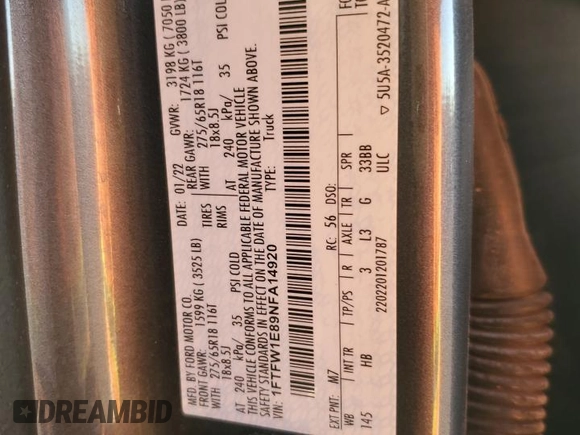 MFD. BY FORD MOTOR CO.
DATE: 01/22 GVWR: 3198 KG ( 7050 LB)
FRONT GAWR: 1599 KG ( 3525 LB) REAR GAWR: 1724 KG ( 3800 LB)
275/65R18 116T TIRES WITH 275/65R18 116T
18x8.5J RIMS 18x8.5J
AT 240 kPa/ 35 PSI COLD AT 240 kPa/ 35 PSI COLD
THIS VEHICLE CONFORMS TO ALL APPLICABLE FEDERAL MOTOR VEHICLE
SAFETY STANDARDS IN EFFECT ON THE DATE OF MANUFACTURE SHOWN ABOVE.
VIN: 1FTFW1E89NFA14920 TYPE: Truck
EXT PNT: M7 RC: 56 DSO:
WB INT TR TP/PS R AXLE TR SPR
145 HB 3 L3 G 33BB
2202201201787 ULC
5U5A-3520472-A
DREAMBID